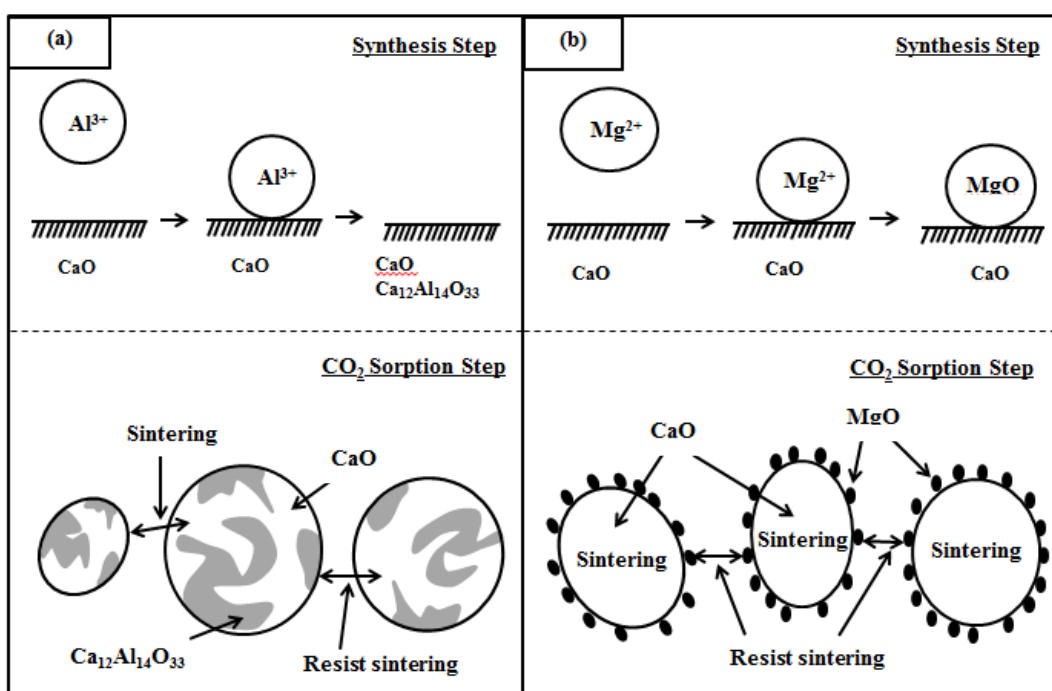 (a)
Synthesis Step
Al³⁺
Al³⁺
CaO
CaO
CaO
Ca₁₂Al₁₄O₃₃
CO₂ Sorption Step
Sintering
CaO
Ca₁₂Al₁₄O₃₃
Resist sintering
(b)
Synthesis Step
Mg²⁺
Mg²⁺
MgO
CaO
CaO
CaO
CO₂ Sorption Step
MgO
CaO
Sintering
Sintering
Sintering
Resist sintering